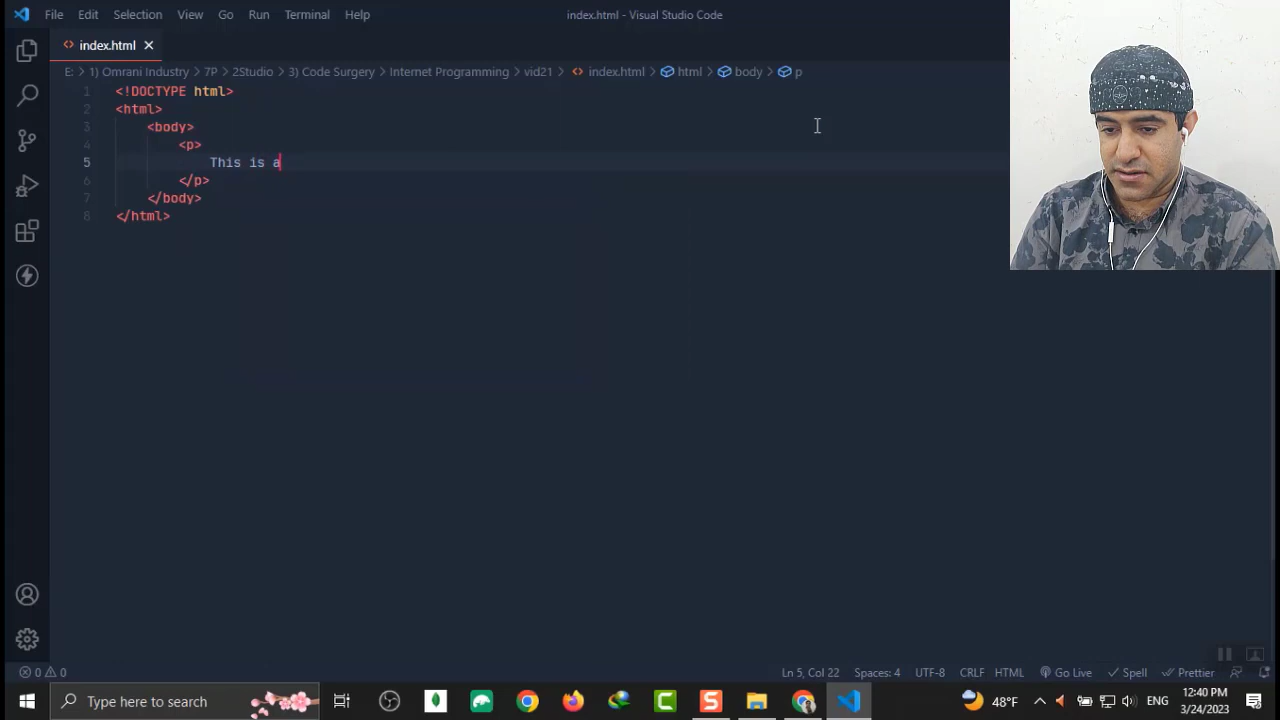 File Edit Selection View Go Run Terminal Help index.html - Visual Studio Code
index.html
E: > 1) Omrani Industry > 7P > 2Studio > 3) Code Surgery > Internet Programming > vid21 > index.html > html > body > p
1 <!DOCTYPE html>
2 <html>
3 <body>
4 <p>
5 This is a
6 </p>
7 </body>
8 </html>
0 0 Ln 5, Col 22 Spaces: 4 UTF-8 CRLF HTML Go Live Spell Prettier
Type here to search 48°F ENG 12:40 PM
3/24/2023